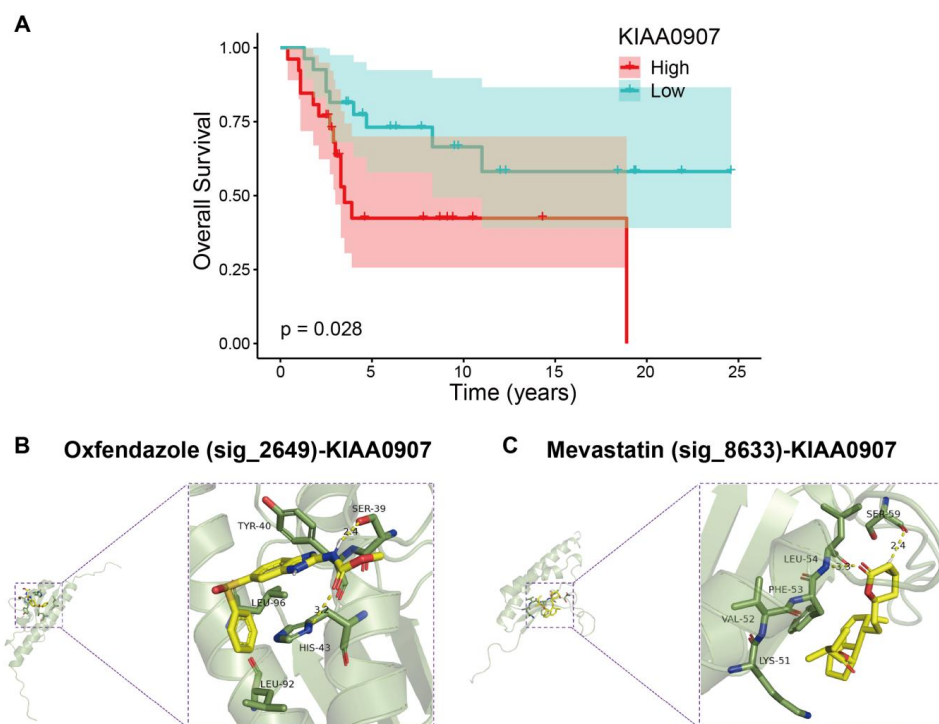 A
KIAA0907
High
Low
Overall Survival
1.00
0.75
0.50
0.25
0.00
p = 0.028
0 5 10 15 20 25
Time (years)
B Oxfendazole (sig_2649)-KIAA0907
SER-39
TYR-40
2.4
LEU-96
3.2
HIS-43
LEU-92
C Mevastatin (sig_8633)-KIAA0907
SER-59
2.4
LEU-54
3.3
PHE-53
VAL-52
LYS-51